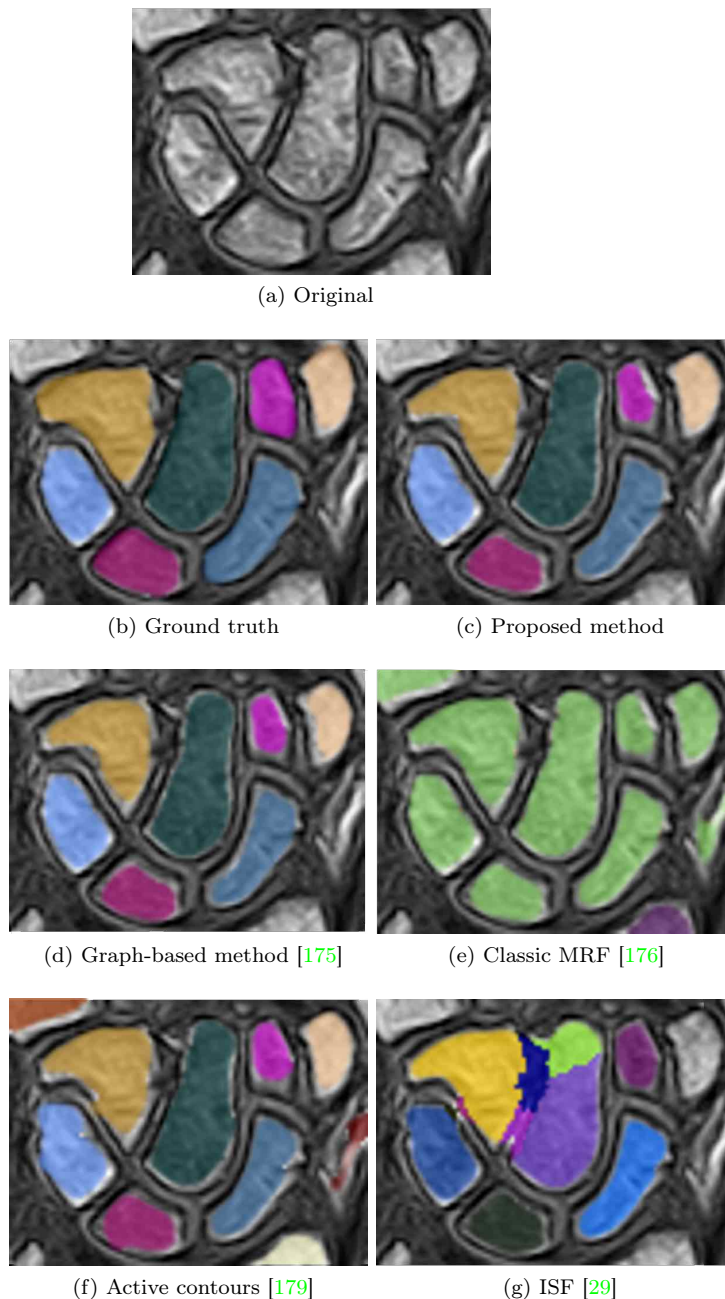 (a) Original
(b) Ground truth
(c) Proposed method
(d) Graph-based method [175]
(e) Classic MRF [176]
(f) Active contours [179]
(g) ISF [29]